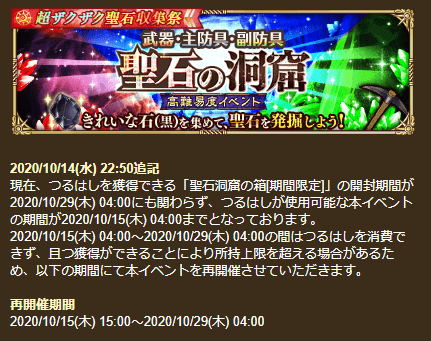 超ザクザク聖石収集祭
武器・主防具・副防具
聖石の洞窟
高難易度イベント
きれいな石(黒)を集めて、聖石を発掘しよう!
2020/10/14(水) 22:50追記
現在、つるはしを獲得できる「聖石洞窟の箱[期間限定]」の開封期間が
2020/10/29(木) 04:00にも関わらず、つるはしが使用可能な本イベント
の期間が2020/10/15(木) 04:00までとなっております。
2020/10/15(木) 04:00～2020/10/29(木) 04:00の間はつるはしを消費で
きず、且つ獲得ができることにより所持上限を超える場合があるた
め、以下の期間にて本イベントを再開催させていただきます。
再開催期間
2020/10/15(木) 15:00～2020/10/29(木) 04:00